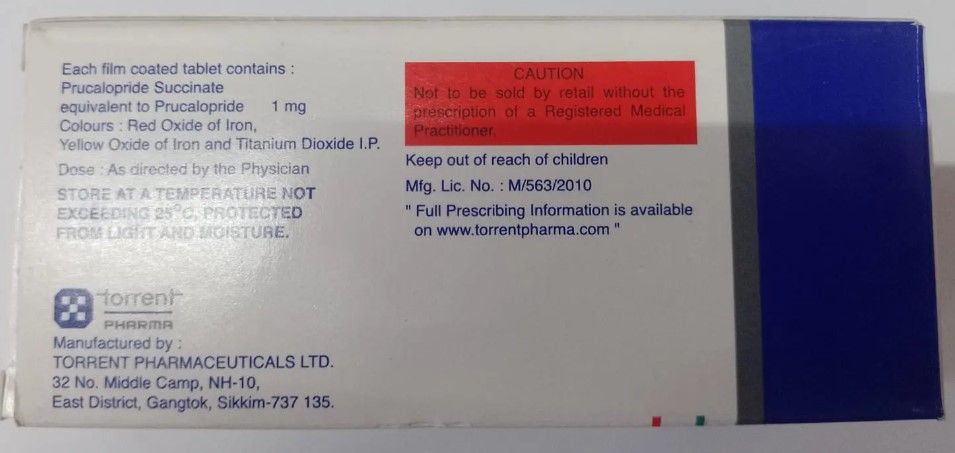 Each film coated tablet contains :
Prucalopride Succinate
equivalent to Prucalopride 1 mg
Colours : Red Oxide of Iron,
Yellow Oxide of Iron and Titanium Dioxide I.P.
Dose : As directed by the Physician
STORE AT A TEMPERATURE NOT
EXCEEDING 25°C, PROTECTED
FROM LIGHT AND MOISTURE.
torrent
PHARMA
Manufactured by :
TORRENT PHARMACEUTICALS LTD.
32 No. Middle Camp, NH-10,
East District, Gangtok, Sikkim-737 135.
CAUTION
Not to be sold by retail without the
prescription of a Registered Medical
Practitioner.
Keep out of reach of children
Mfg. Lic. No. : M/563/2010
" Full Prescribing Information is available
on www.torrentpharma.com "